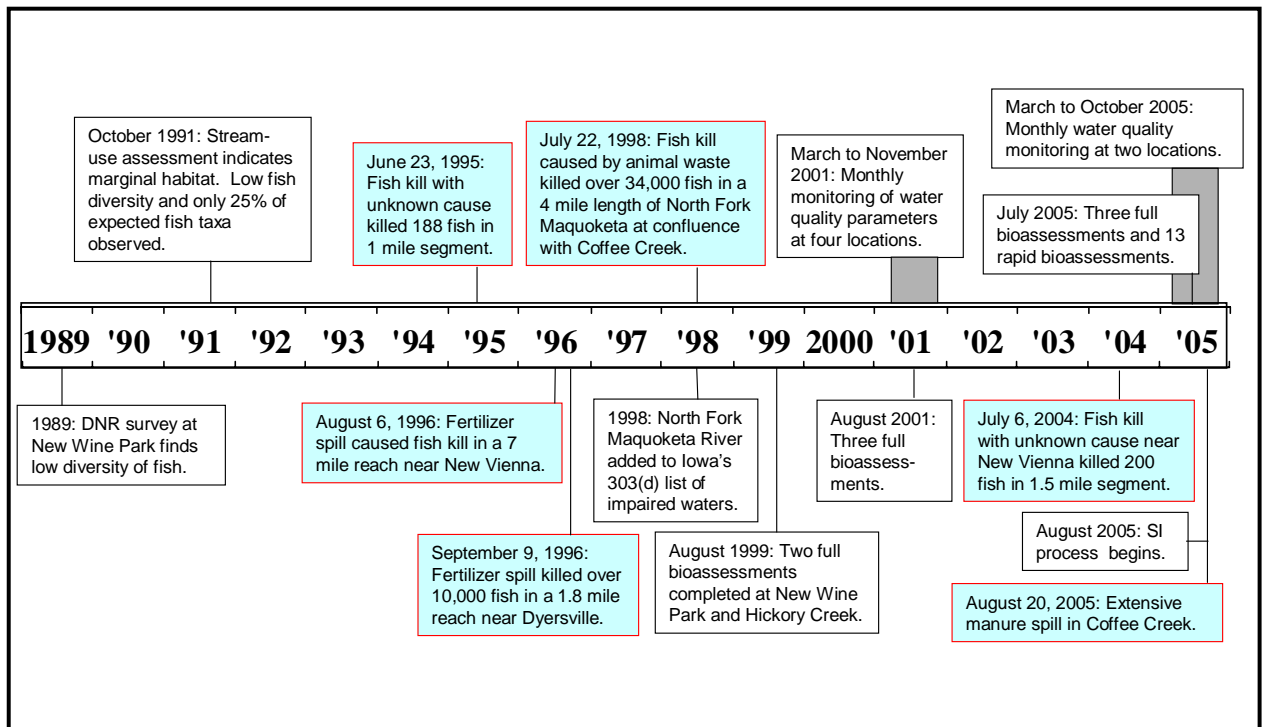 October 1991: Stream-
use assessment indicates
marginal habitat. Low fish
diversity and only 25% of
expected fish taxa
observed.
June 23, 1995:
Fish kill with
unknown cause
killed 188 fish in
1 mile segment.
July 22, 1998: Fish kill
caused by animal waste
killed over 34,000 fish in a
4 mile length of North Fork
Maquoketa at confluence
with Coffee Creek.
March to November
2001: Monthly
monitoring of water
quality parameters
at four locations.
March to October 2005:
Monthly water quality
monitoring at two locations.
July 2005: Three full
bioassessments and 13
rapid bioassessments.
1989 '90 '91 '92 '93 '94 '95 '96 '97 '98 '99 2000 '01 '02 '03 '04 '05
1989: DNR survey at
New Wine Park finds
low diversity of fish.
August 6, 1996: Fertilizer
spill caused fish kill in a 7
mile reach near New Vienna.
September 9, 1996:
Fertilizer spill killed over
10,000 fish in a 1.8 mile
reach near Dyersville.
1998: North Fork
Maquoketa River
added to Iowa's
303(d) list of
impaired waters.
August 1999: Two full
bioassessments
completed at New Wine
Park and Hickory Creek.
August 2001:
Three full
bioassess-
ments.
July 6, 2004: Fish kill
with unknown cause near
New Vienna killed 200
fish in 1.5 mile segment.
August 2005: SI
process begins.
August 20, 2005: Extensive
manure spill in Coffee Creek.